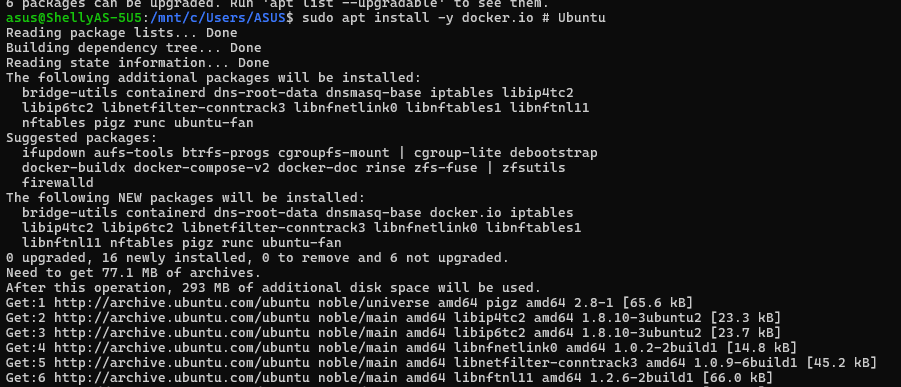 6 packages can be upgraded. Run 'apt list --upgradable' to see them.
asus@ShellyAS-5U5:/mnt/c/Users/ASUS$ sudo apt install -y docker.io # Ubuntu
Reading package lists... Done
Building dependency tree... Done
Reading state information... Done
The following additional packages will be installed:
  bridge-utils containerd dns-root-data dnsmasq-base iptables libip4tc2
  libip6tc2 libnetfilter-conntrack3 libnfnetlink0 libnftables1 libnftnl11
  nftables pigz runc ubuntu-fan
Suggested packages:
  ifupdown aufs-tools btrfs-progs cgroupfs-mount | cgroup-lite debootstrap
  docker-buildx docker-compose-v2 docker-doc rinse zfs-fuse | zfsutils
  firewalld
The following NEW packages will be installed:
  bridge-utils containerd dns-root-data dnsmasq-base docker.io iptables
  libip4tc2 libip6tc2 libnetfilter-conntrack3 libnfnetlink0 libnftables1
  libnftnl11 nftables pigz runc ubuntu-fan
0 upgraded, 16 newly installed, 0 to remove and 6 not upgraded.
Need to get 77.1 MB of archives.
After this operation, 293 MB of additional disk space will be used.
Get:1 http://archive.ubuntu.com/ubuntu noble/universe amd64 pigz amd64 2.8-1 [65.6 kB]
Get:2 http://archive.ubuntu.com/ubuntu noble/main amd64 libip4tc2 amd64 1.8.10-3ubuntu2 [23.3 kB]
Get:3 http://archive.ubuntu.com/ubuntu noble/main amd64 libip6tc2 amd64 1.8.10-3ubuntu2 [23.7 kB]
Get:4 http://archive.ubuntu.com/ubuntu noble/main amd64 libnfnetlink0 amd64 1.0.2-2build1 [14.8 kB]
Get:5 http://archive.ubuntu.com/ubuntu noble/main amd64 libnetfilter-conntrack3 amd64 1.0.9-6build1 [45.2 kB]
Get:6 http://archive.ubuntu.com/ubuntu noble/main amd64 libnftnl11 amd64 1.2.6-2build1 [66.0 kB]